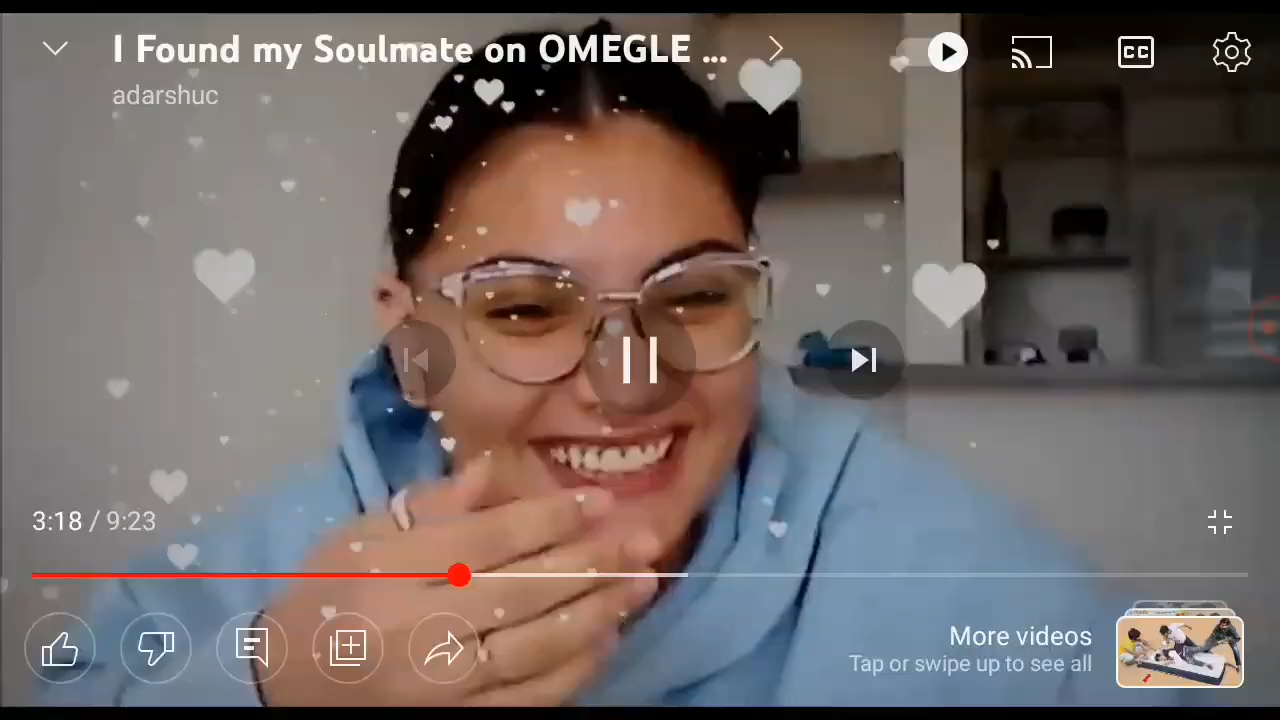 I Found my Soulmate on OMEGLE ...
adarshuc
CC
3:18 / 9:23
More videos
Tap or swipe up to see all